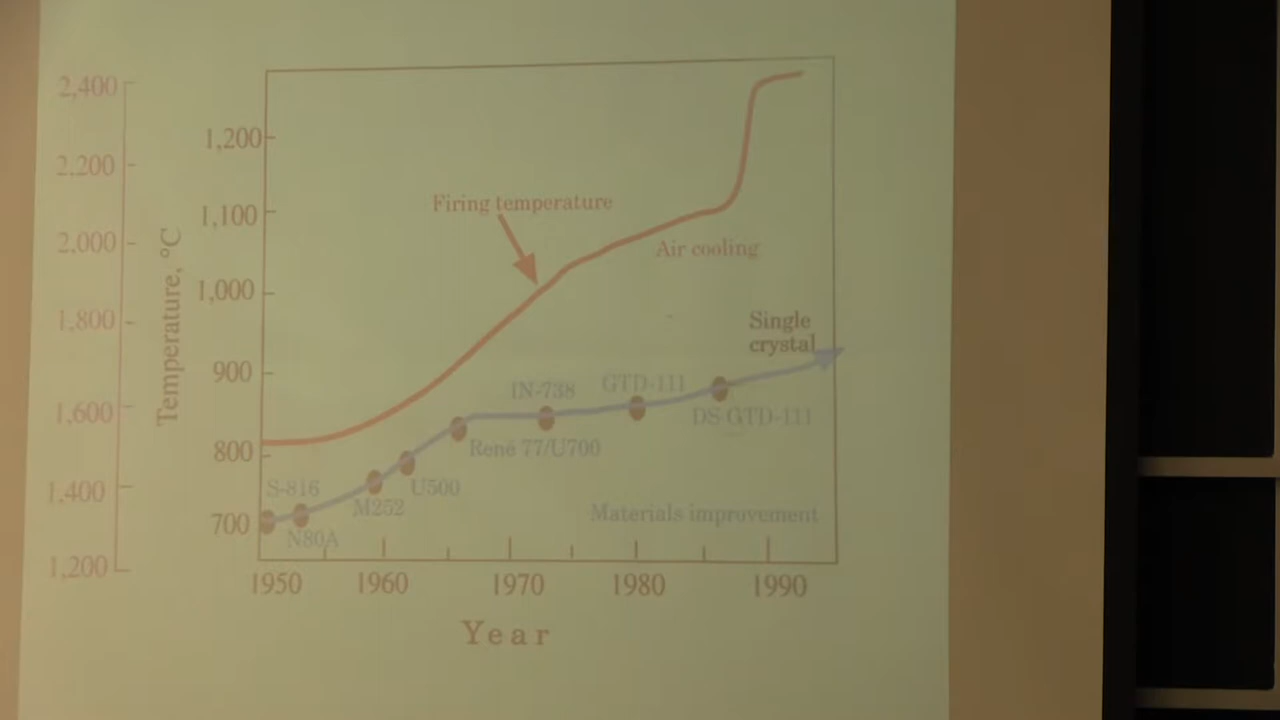 2,400
2,200
2,000
1,800
1,600
1,400
1,200
Temperature, °C
1,200
1,100
1,000
900
800
700
Firing temperature
Air cooling
Single
crystal
IN-738
GTD-111
DS GTD-111
René 77/U700
S-816
U500
M252
N80A
Materials improvement
1950
1960
1970
1980
1990
Year